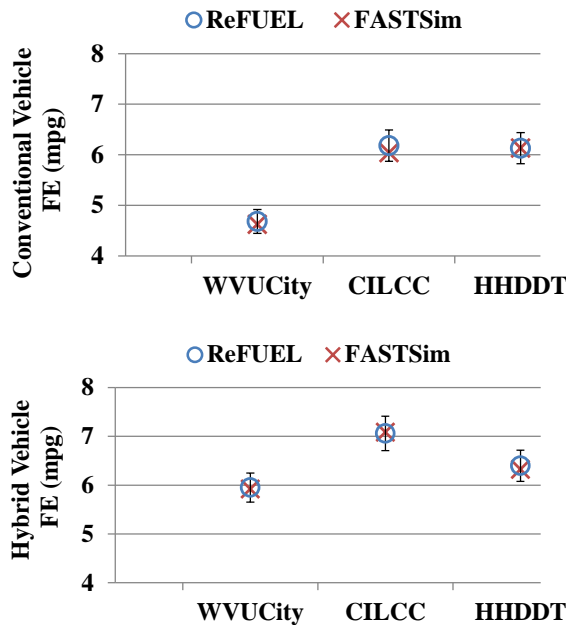 ReFUEL FASTSim
8
7
6
5
4
Conventional Vehicle
FE (mpg)
WVUCity CILCC HHDDT
ReFUEL FASTSim
8
7
6
5
4
Hybrid Vehicle
FE (mpg)
WVUCity CILCC HHDDT